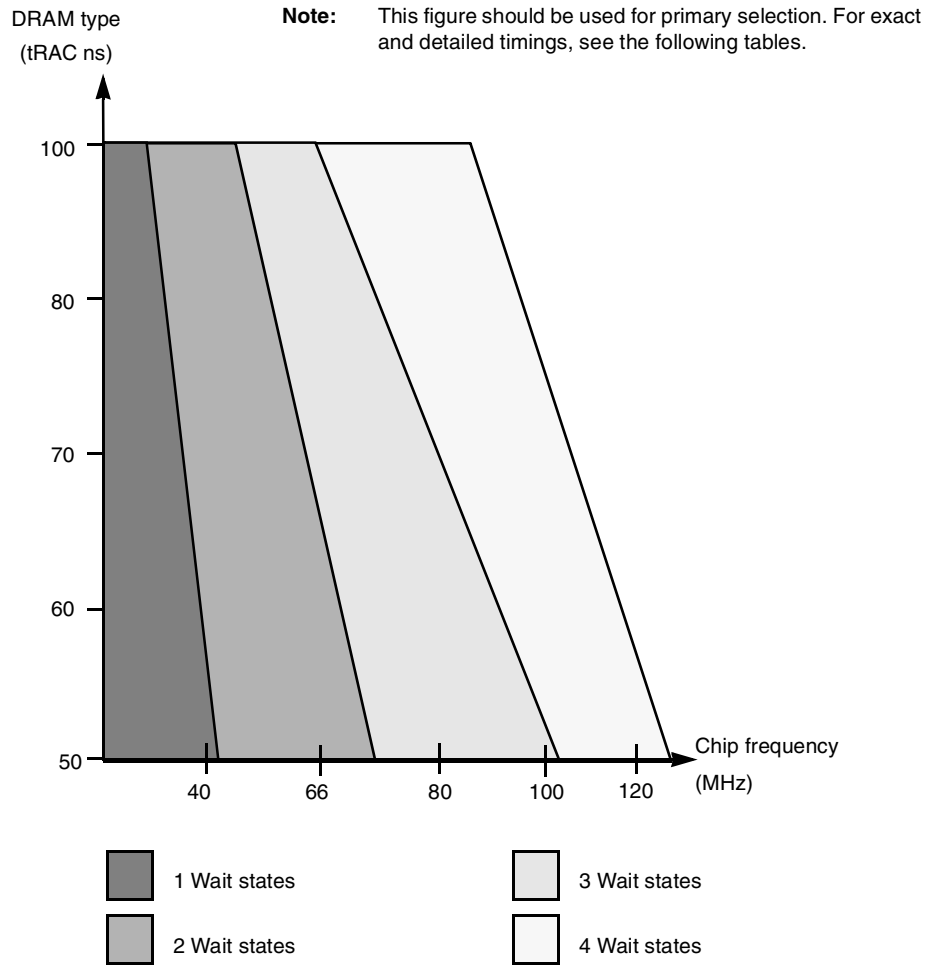 DRAM type
(tRAC ns)
Note: This figure should be used for primary selection. For exact
and detailed timings, see the following tables.
100
80
70
60
50
40 66 80 100 120
Chip frequency
(MHz)
1 Wait states
2 Wait states
3 Wait states
4 Wait states